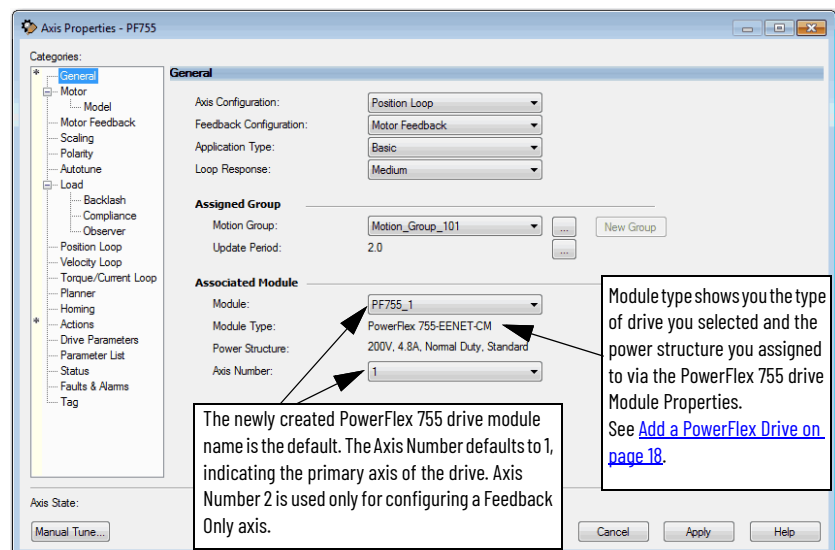 Axis Properties - PF755
Categories:
* General
Motor
Model
Motor Feedback
Scaling
Polarity
Autotune
Load
Backlash
Compliance
Observer
Position Loop
Velocity Loop
Torque/Current Loop
Planner
Homing
* Actions
Drive Parameters
Parameter List
Status
Faults & Alarms
Tag
General
Axis Configuration: Position Loop
Feedback Configuration: Motor Feedback
Application Type: Basic
Loop Response: Medium
Assigned Group
Motion Group: Motion_Group_101 ... New Group
Update Period: 2.0 ...
Associated Module
Module: PF755_1
Module Type: PowerFlex 755-EENET-CM
Power Structure: 200V, 4.8A, Normal Duty, Standard
Axis Number: 1
Module type shows you the type
of drive you selected and the
power structure you assigned
to via the PowerFlex 755 drive
Module Properties.
See Add a PowerFlex Drive on
page 18.
The newly created PowerFlex 755 drive module
name is the default. The Axis Number defaults to 1,
indicating the primary axis of the drive. Axis
Number 2 is used only for configuring a Feedback
Only axis.
Axis State:
Manual Tune... Cancel Apply Help